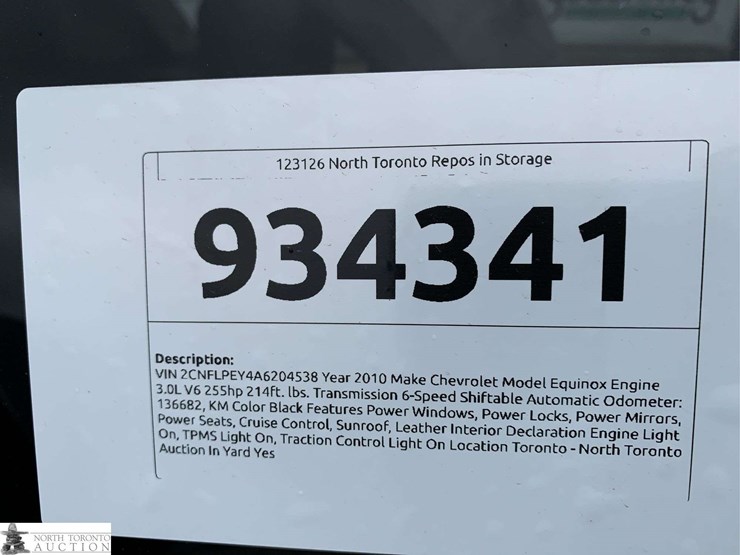 123126 North Toronto Repos in Storage
934341
Description:
VIN 2CNFLPEY4A6204538 Year 2010 Make Chevrolet Model Equinox Engine
3.0L V6 255hp 214ft. lbs. Transmission 6-Speed Shiftable Automatic Odometer:
136682, KM Color Black Features Power Windows, Power Locks, Power Mirrors,
Power Seats, Cruise Control, Sunroof, Leather Interior Declaration Engine Light
On, TPMS Light On, Traction Control Light On Location Toronto - North Toronto
Auction In Yard Yes
NORTH TORONTO
AUCTION